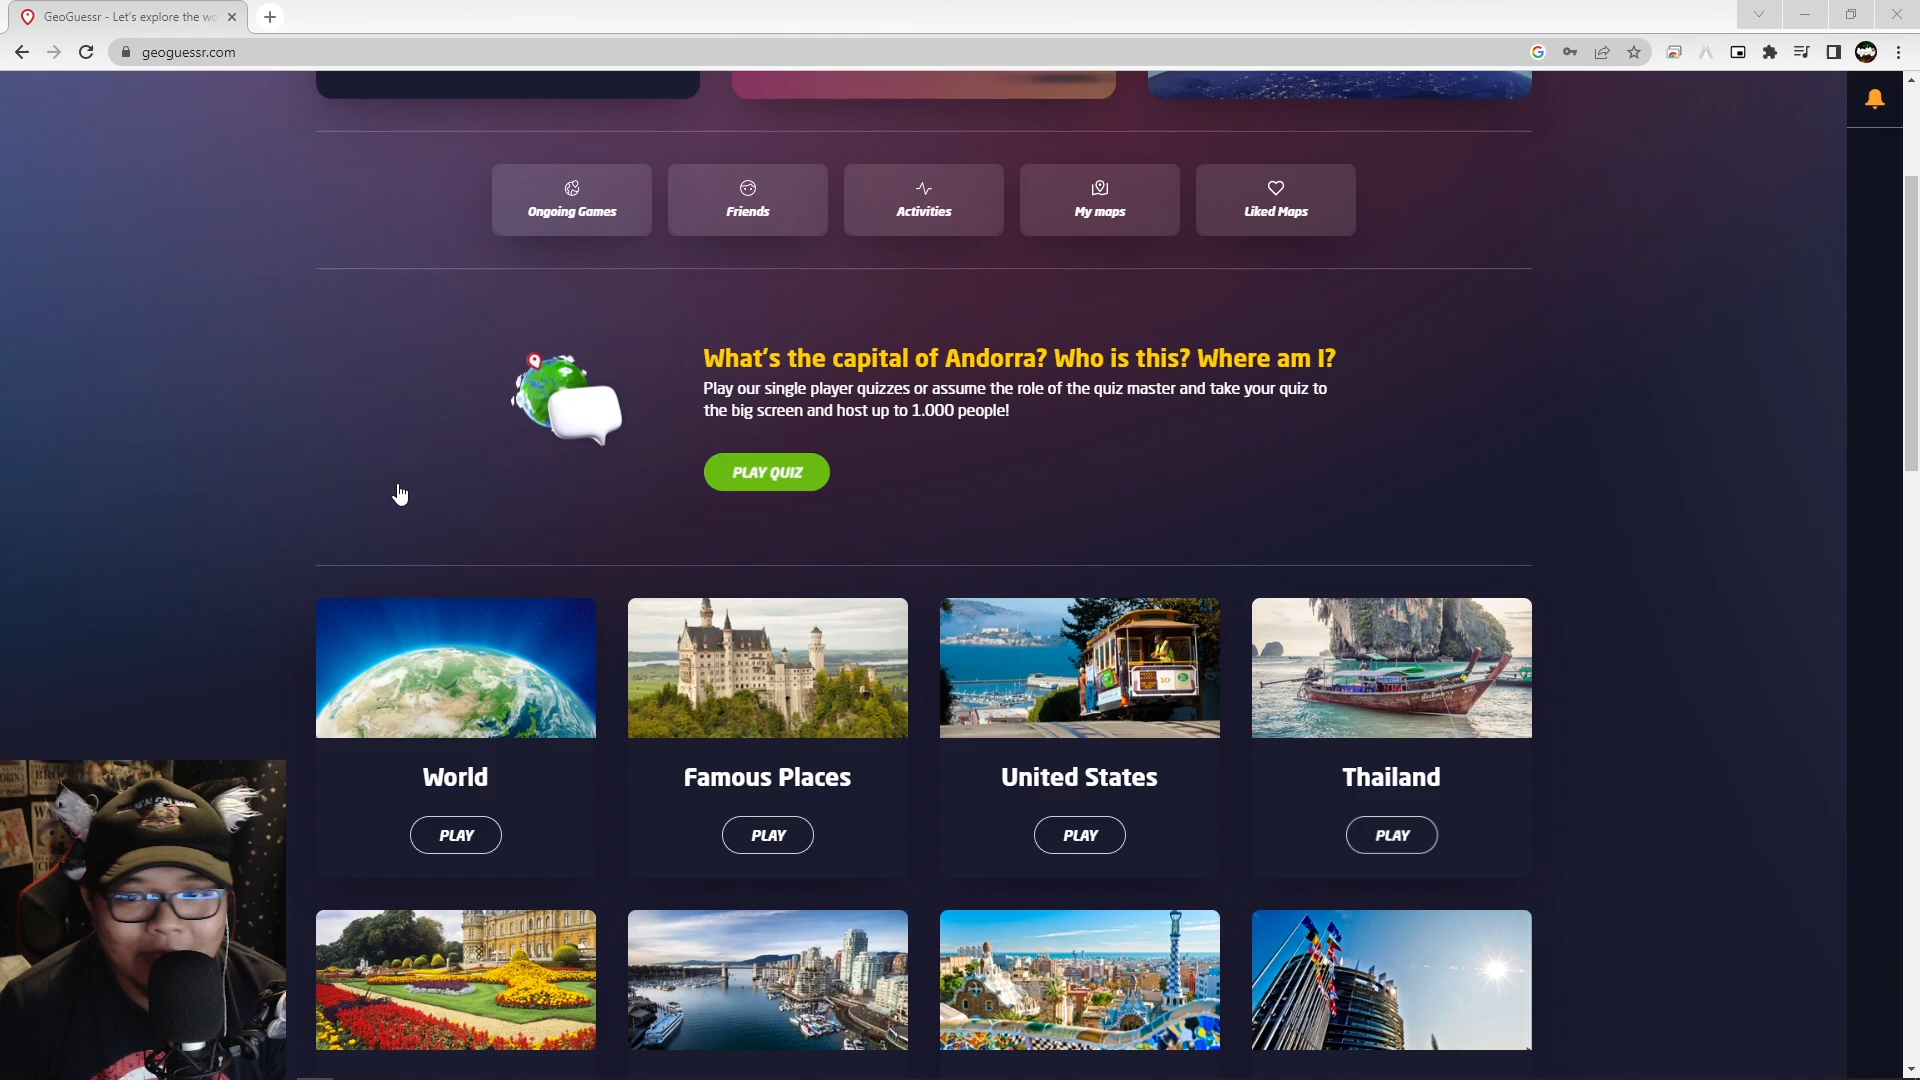 GeoGuessr - Let's explore the wo
geoguessr.com
Ongoing Games
Friends
Activities
My maps
Liked Maps
What's the capital of Andorra? Who is this? Where am I?
Play our single player quizzes or assume the role of the quiz master and take your quiz to
the big screen and host up to 1.000 people!
PLAY QUIZ
World
Famous Places
United States
Thailand
PLAY
PLAY
PLAY
PLAY